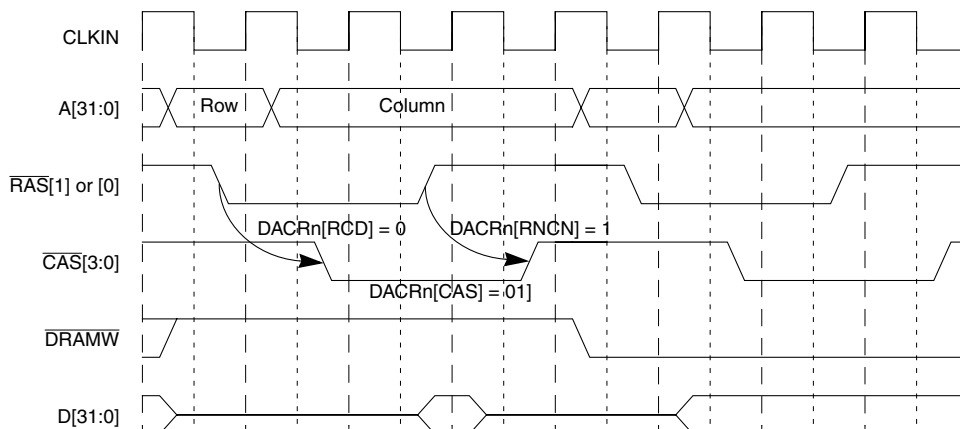 CLKIN
A[31:0]
Row
Column
RAS[1] or [0]
DACRn[RCD] = 0
DACRn[RNCN] = 1
CAS[3:0]
DACRn[CAS] = 01]
DRAMW
D[31:0]